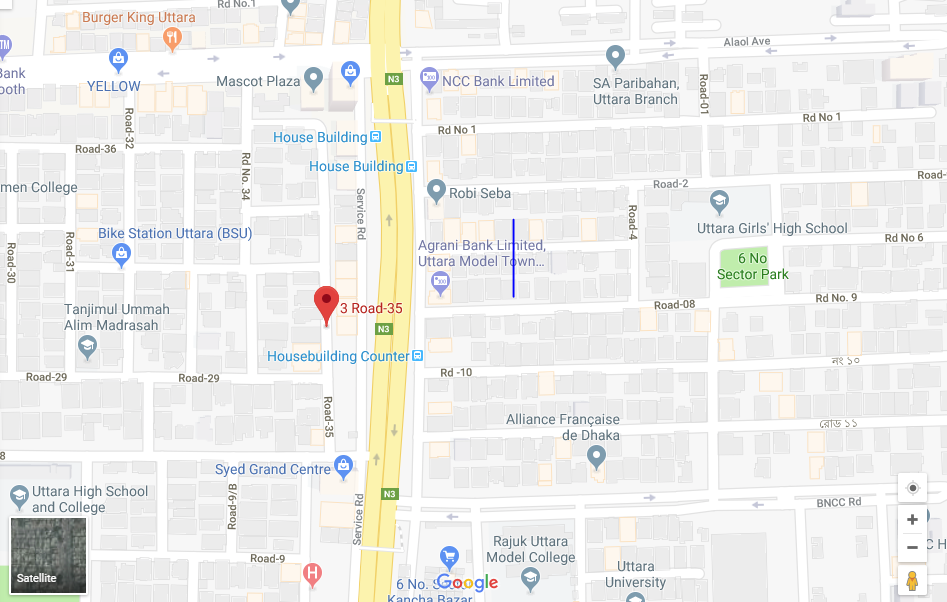 Rd No.1
Burger King Uttara
Alaol Ave
YELLOW
Mascot Plaza
N3
NCC Bank Limited
SA Paribahan,
Uttara Branch
Road-01
Bank
Road-32
Rd No 1
Rd No 1
House Building
Road-36
House Building
Rd No. 34
men College
Road-2
Road-
Robi Seba
Service Rd
Road-4
Uttara Girls' High School
Bike Station Uttara (BSU)
Road-31
Road-30
Agrani Bank Limited,
Uttara Model Town...
Rd No 6
6 No
Sector Park
Tanjimul Ummah
Alim Madrasah
3 Road-35
Road-08
Rd No. 9
N3
Housebuilding Counter
নং ১০
Road-29
Road-29
Rd -10
Road-35
Alliance Française
de Dhaka
রোড ১১
8
Syed Grand Centre
Uttara High School
and College
Road-9/B
N3
Service Rd
BNCC Rd
Rajuk Uttara
Model College
Road-9
Satellite
6 No. S
Kancha Bazar
Google
Uttara
University
C H